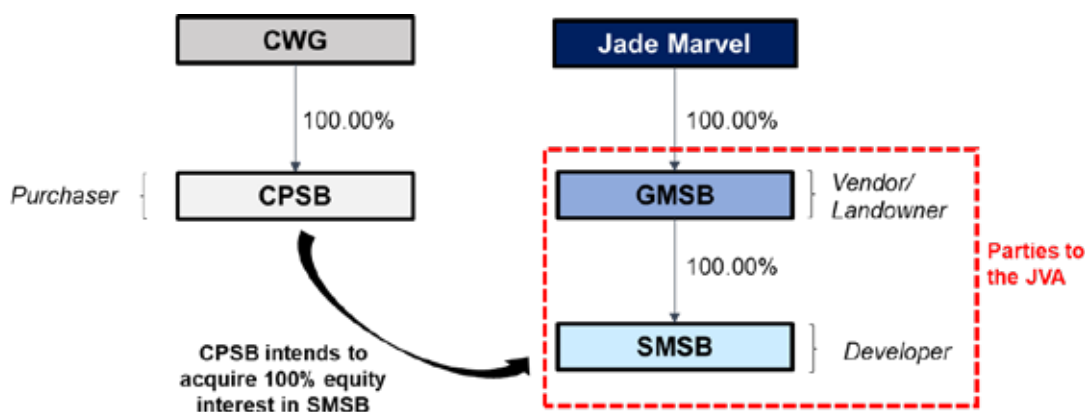 CWG
Jade Marvel
100.00%
100.00%
Purchaser
CPSB
GMSB
Vendor/
Landowner
100.00%
Parties to
the JVA
CPSB intends to
acquire 100% equity
interest in SMSB
SMSB
Developer